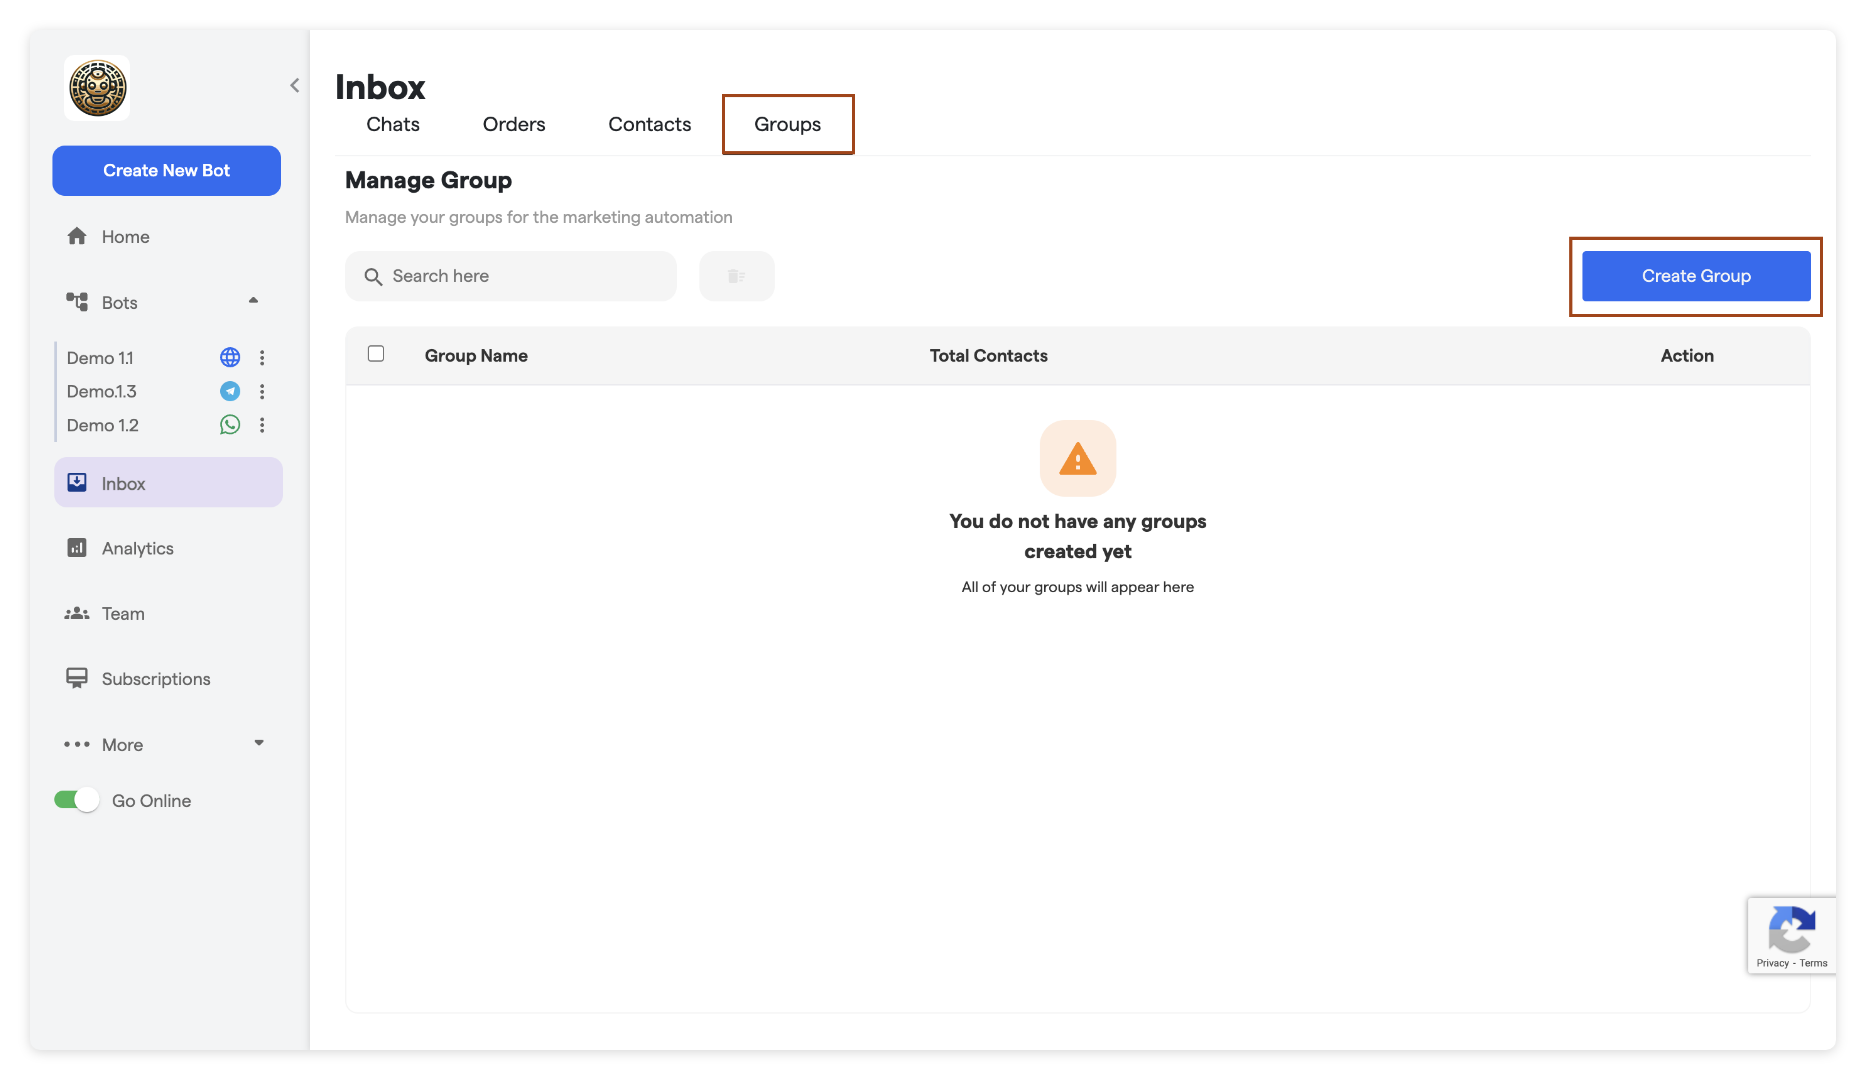 Create New Bot
Home
Bots
Demo 1.1
Demo.1.3
Demo 1.2
Inbox
Analytics
Team
Subscriptions
More
Go Online
Inbox
Chats Orders Contacts Groups
Manage Group
Manage your groups for the marketing automation
Search here
Create Group
Group Name Total Contacts Action
You do not have any groups
created yet
All of your groups will appear here
Privacy - Terms